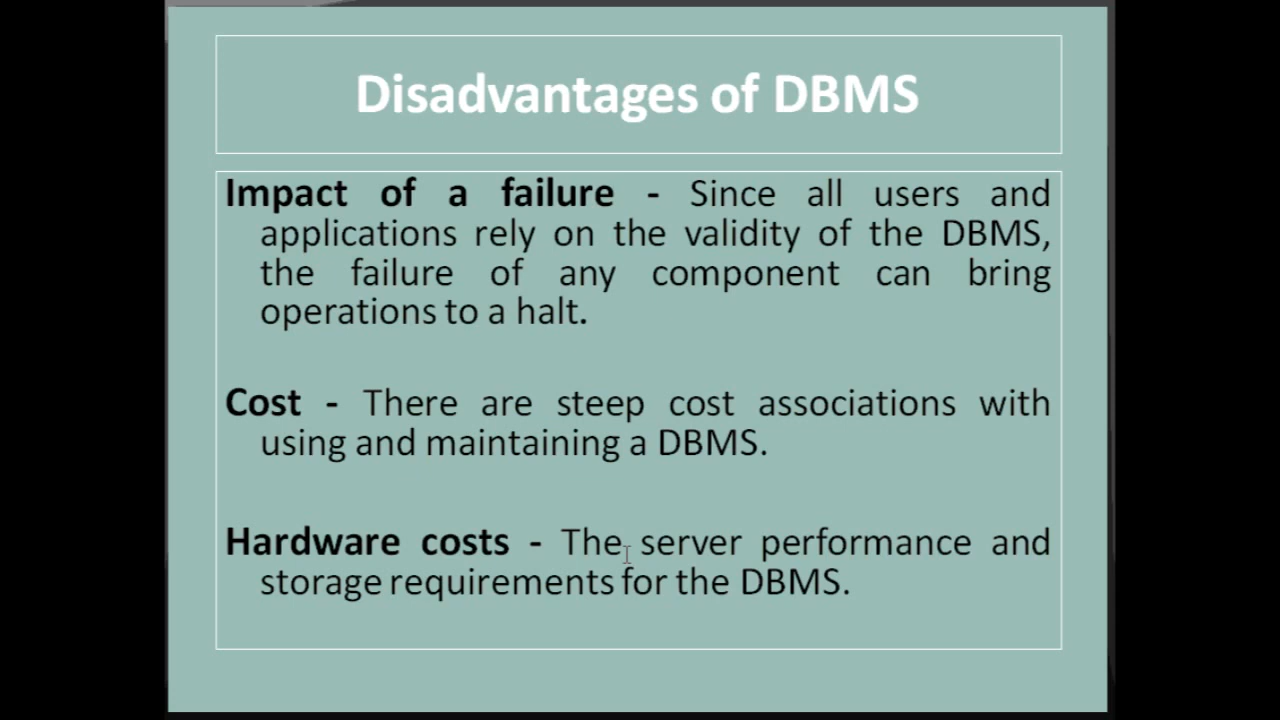 Disadvantages of DBMS
Impact of a failure - Since all users and
applications rely on the validity of the DBMS,
the failure of any component can bring
operations to a halt.
Cost - There are steep cost associations with
using and maintaining a DBMS.
Hardware costs - The server performance and
storage requirements for the DBMS.